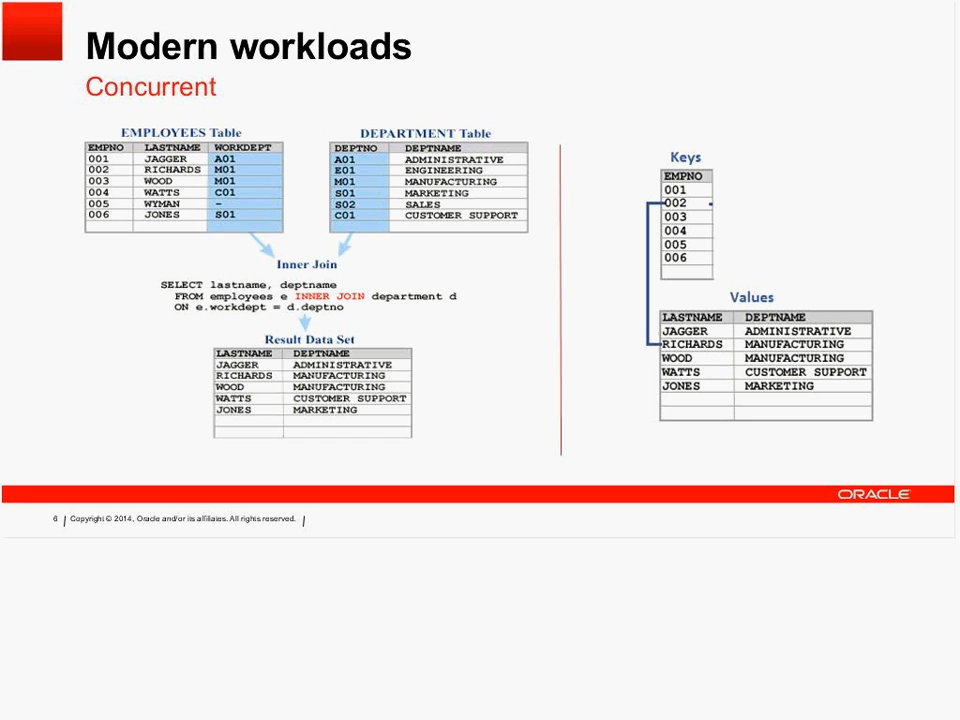 Modern workloads
Concurrent
EMPLOYEES Table
EMPNO LASTNAME WORKDEPT
001 JAGGER A01
002 RICHARDS M01
003 WOOD M01
004 WATTS C01
005 WYMAN -
006 JONES S01
DEPARTMENT Table
DEPTNO DEPTNAME
A01 ADMINISTRATIVE
E01 ENGINEERING
M01 MANUFACTURING
S01 MARKETING
S02 SALES
C01 CUSTOMER SUPPORT
Inner Join
SELECT lastname, deptname
FROM employees e INNER JOIN department d
ON e.workdept = d.deptno
Result Data Set
LASTNAME DEPTNAME
JAGGER ADMINISTRATIVE
RICHARDS MANUFACTURING
WOOD MANUFACTURING
WATTS CUSTOMER SUPPORT
JONES MARKETING
Keys
EMPNO
001
002
003
004
005
006
Values
LASTNAME DEPTNAME
JAGGER ADMINISTRATIVE
RICHARDS MANUFACTURING
WOOD MANUFACTURING
WATTS CUSTOMER SUPPORT
JONES MARKETING
ORACLE
6 | Copyright © 2014, Oracle and/or its affiliates. All rights reserved. |